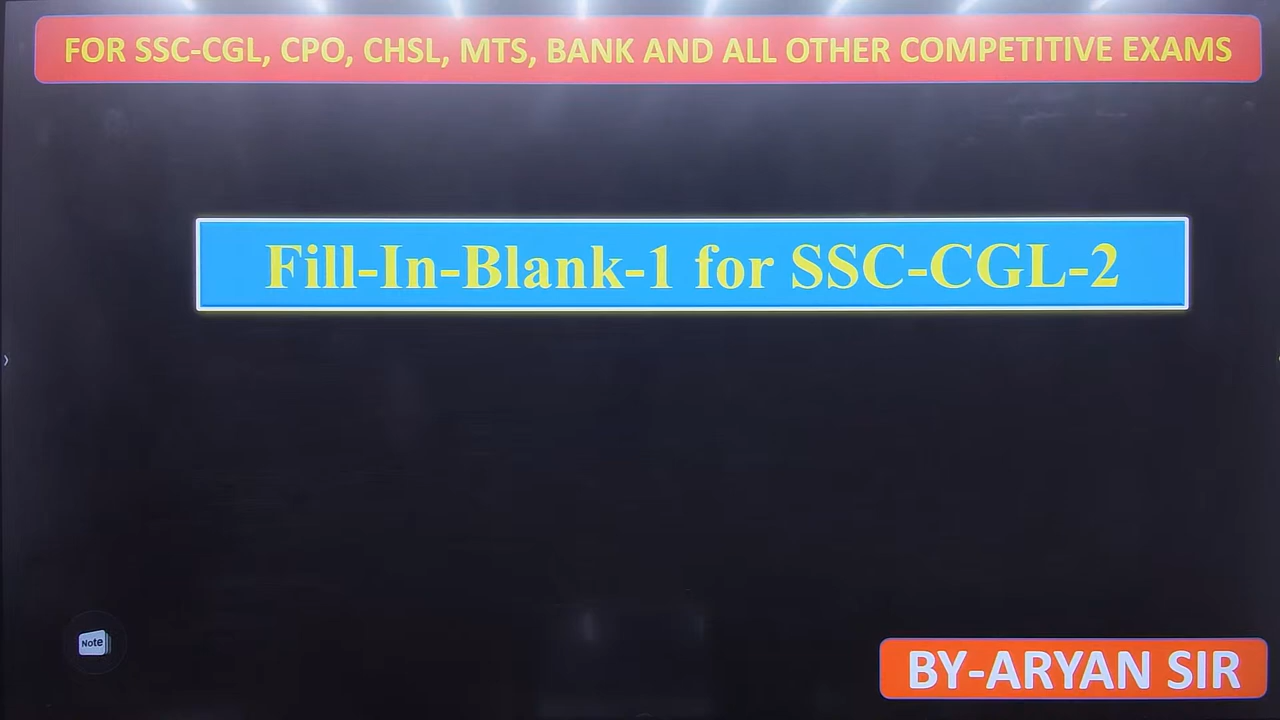 FOR SSC-CGL, CPO, CHSL, MTS, BANK AND ALL OTHER COMPETITIVE EXAMS
Fill-In-Blank-1 for SSC-CGL-2
Note
BY-ARYAN SIR